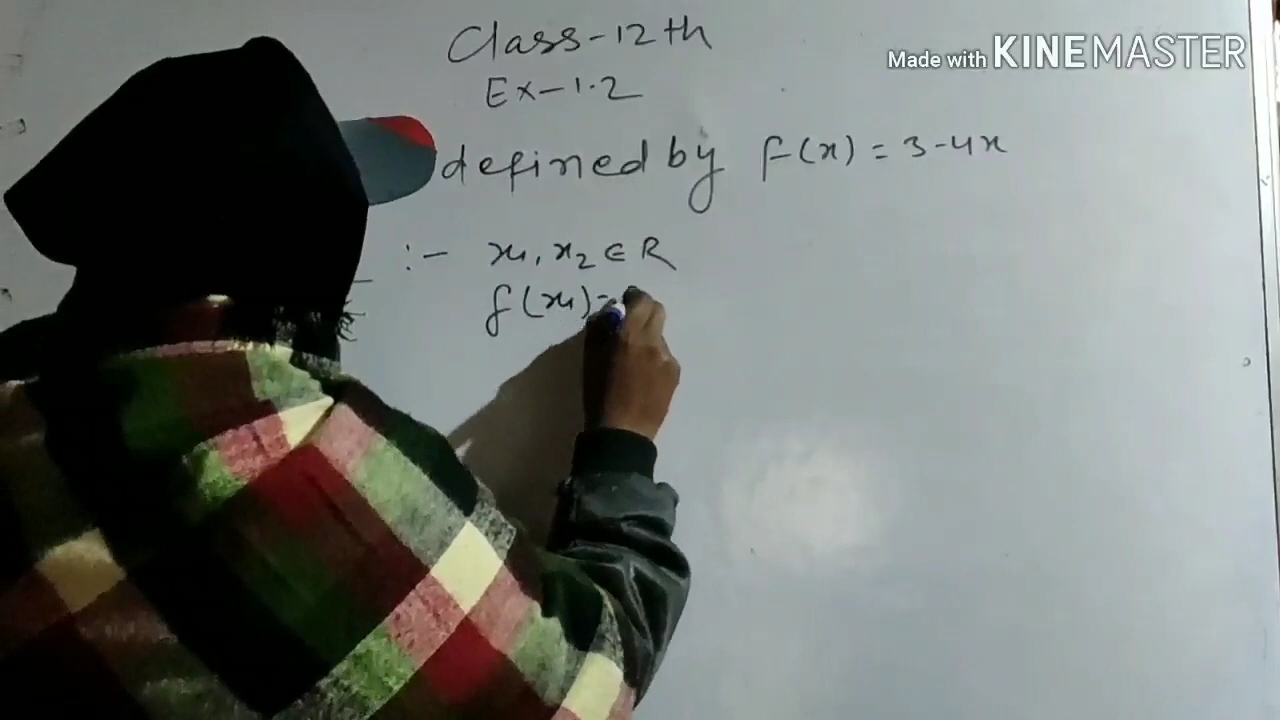 Class-12th
Made with KINEMASTER
Ex-1.2
defined by f(x) = 3-4x
:- x1, x2 ∈ R
f(x1) =